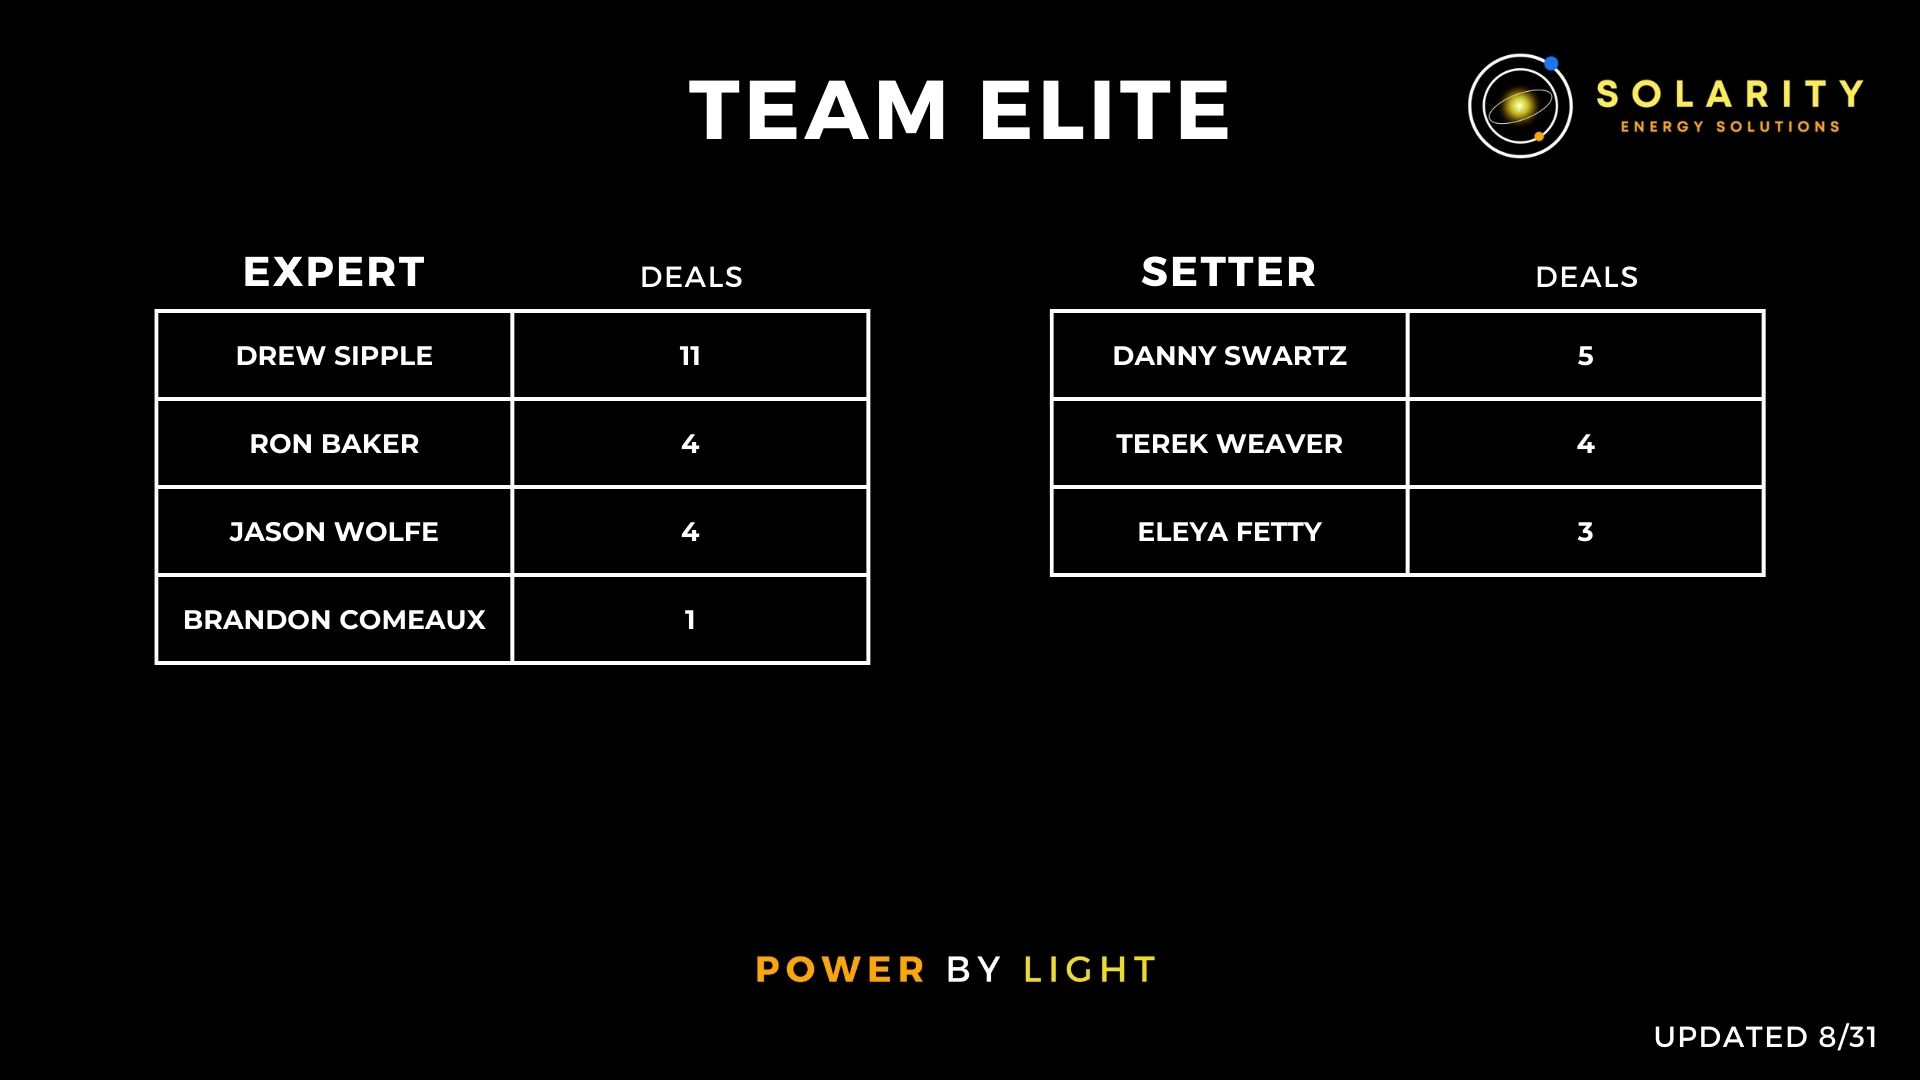 TEAM ELITE
SOLARITY
ENERGY SOLUTIONS
EXPERT DEALS
DREW SIPPLE 11
RON BAKER 4
JASON WOLFE 4
BRANDON COMEAUX 1
SETTER DEALS
DANNY SWARTZ 5
TEREK WEAVER 4
ELEYA FETTY 3
POWER BY LIGHT
UPDATED 8/31